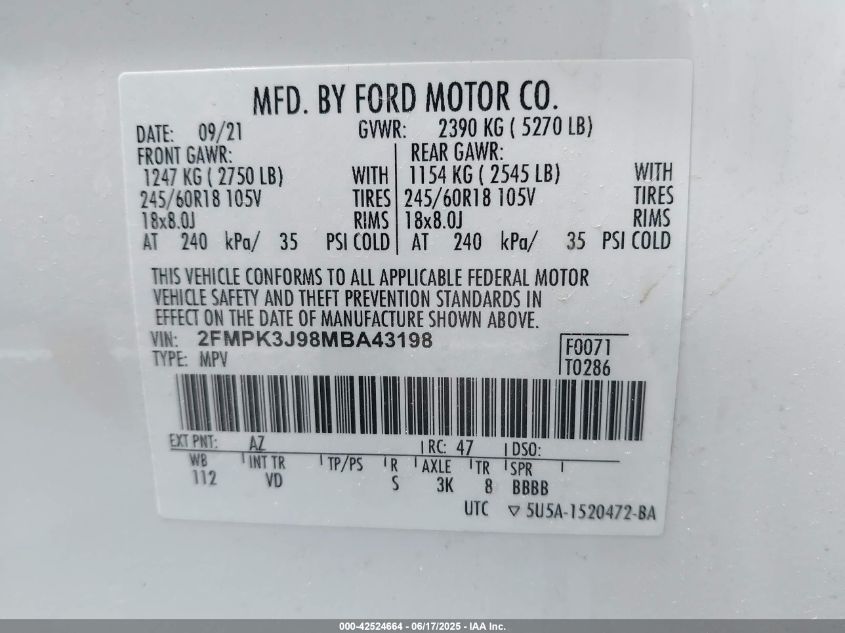 MFD. BY FORD MOTOR CO.
DATE: 09/21 GVWR: 2390 KG ( 5270 LB)
FRONT GAWR: REAR GAWR:
1247 KG ( 2750 LB) WITH 1154 KG ( 2545 LB) WITH
245/60R18 105V TIRES 245/60R18 105V TIRES
18x8.0J RIMS 18x8.0J RIMS
AT 240 kPa/ 35 PSI COLD AT 240 kPa/ 35 PSI COLD
THIS VEHICLE CONFORMS TO ALL APPLICABLE FEDERAL MOTOR
VEHICLE SAFETY AND THEFT PREVENTION STANDARDS IN
EFFECT ON THE DATE OF MANUFACTURE SHOWN ABOVE.
VIN: 2FMPK3J98MBA43198
TYPE: MPV
F0071
T0286
EXT PNT: AZ RC: 47 DSO:
WB INT TR TP/PS R AXLE TR SPR
112 VD S 3K 8 BBBB
UTC ▽ 5U5A-1520472-BA
000-42524664 - 06/17/2025 - IAA Inc.